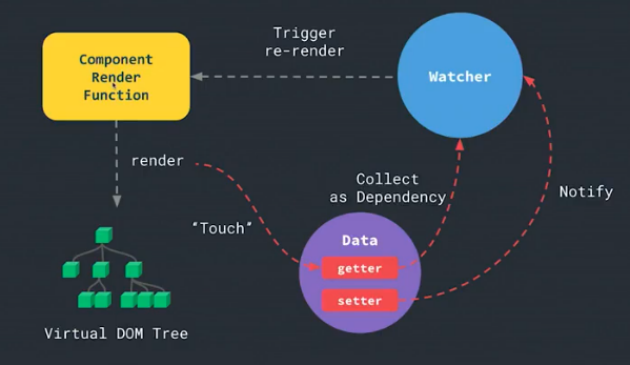 Trigger
re-render
Component
Render
Function
Watcher
render
Collect
as Dependency
Notify
"Touch"
Data
getter
setter
Virtual DOM Tree